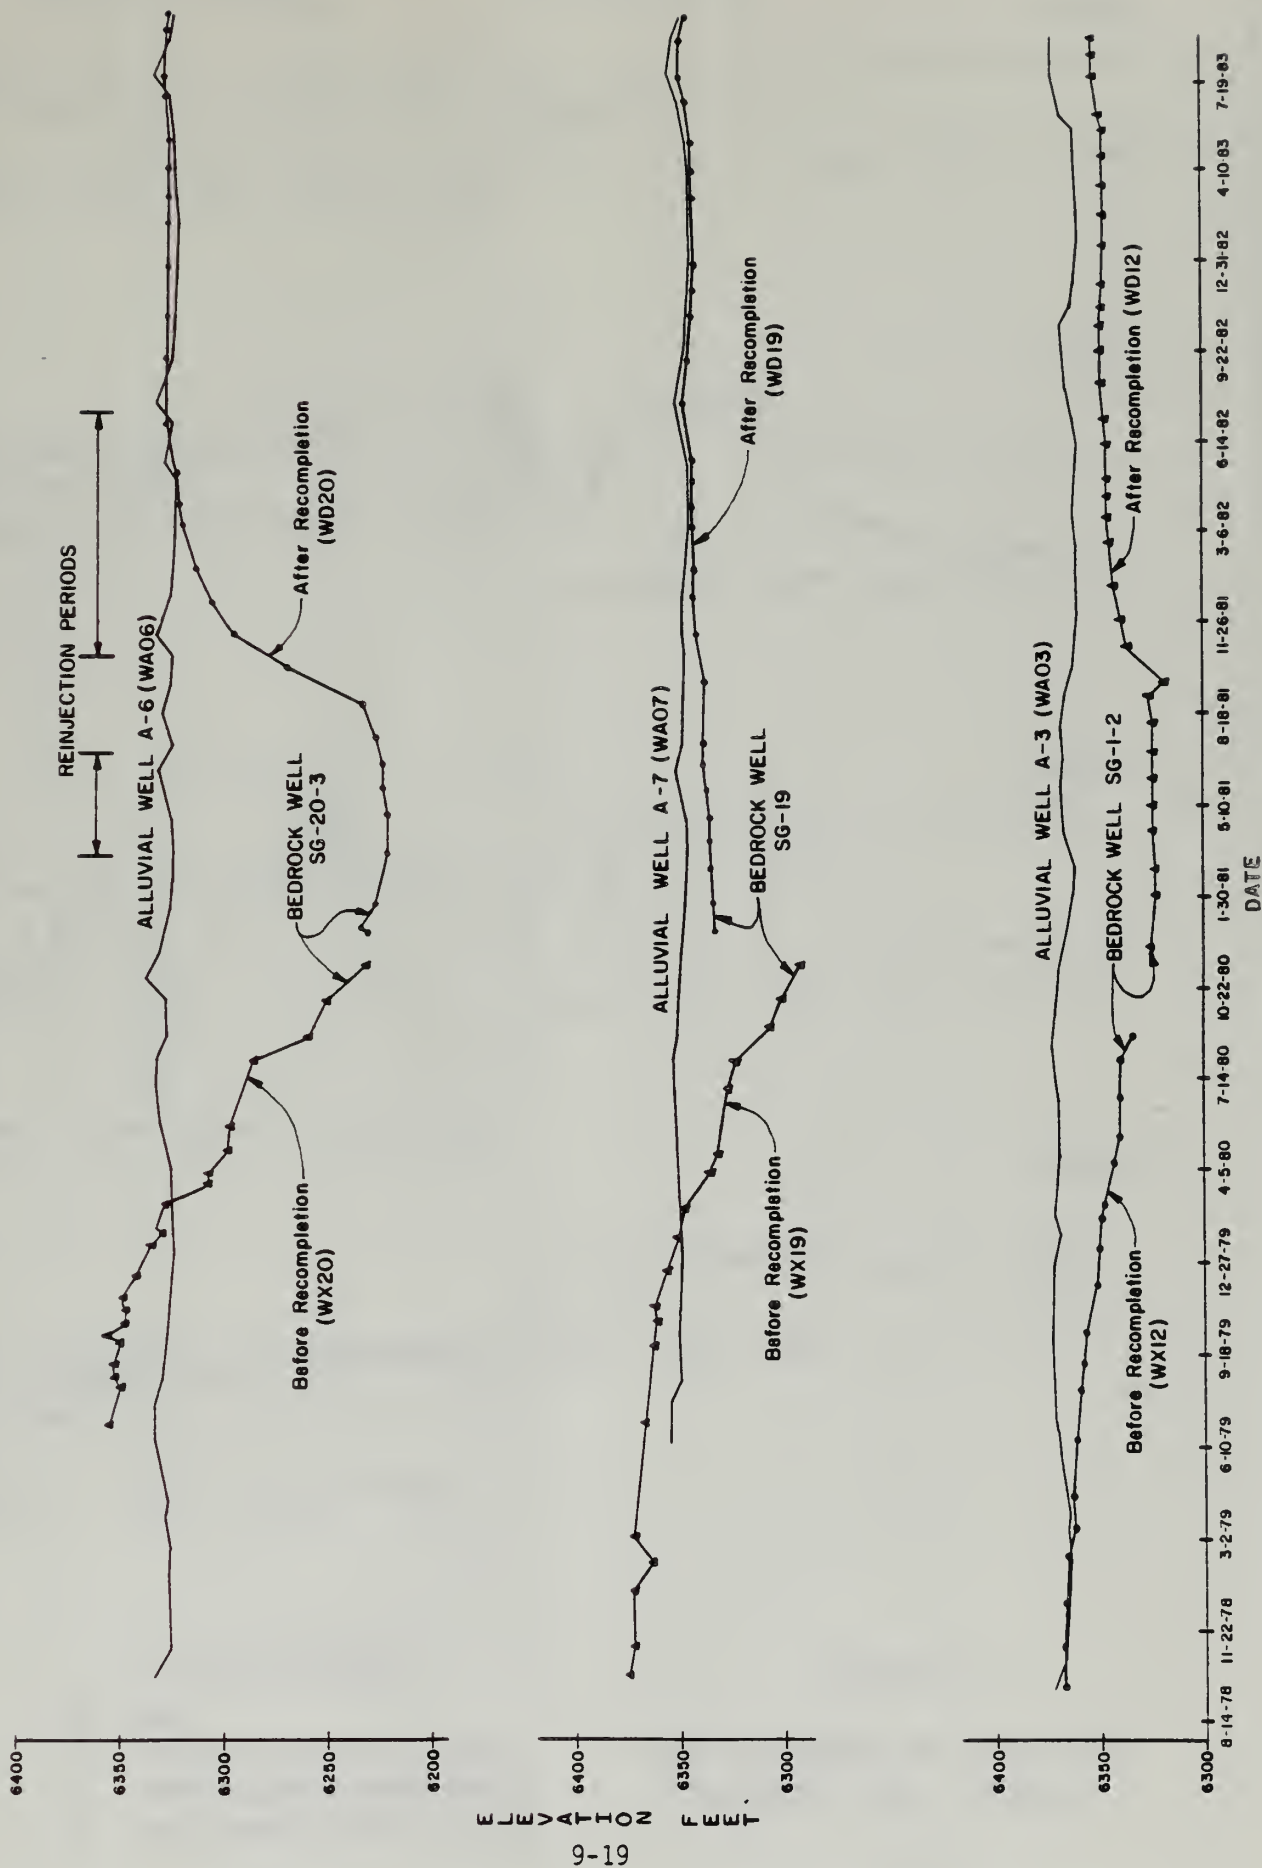 REINJECTION PERIODS
6400
6350
6300
6250
6200
ALLUVIAL WELL A-6 (WA06)
BEDROCK WELL
SG-20-3
After Recompletion
(WD20)
Before Recompletion
(WX20)
6400
6350
6300
ALLUVIAL WELL A-7 (WA07)
BEDROCK WELL
SG-19
After Recompletion
(WD19)
Before Recompletion
(WX19)
6400
6350
6300
ALLUVIAL WELL A-3 (WA03)
BEDROCK WELL SG-1-2
After Recompletion (WD12)
Before Recompletion
(WX12)
ELEVATION FEET
8-14-78
11-22-78
3-2-79
6-10-79
9-18-79
12-27-79
4-5-80
7-14-80
10-22-80
1-30-81
5-10-81
8-18-81
11-26-81
3-6-82
6-14-82
9-22-82
12-31-82
4-10-83
7-19-83
DATE
9-19